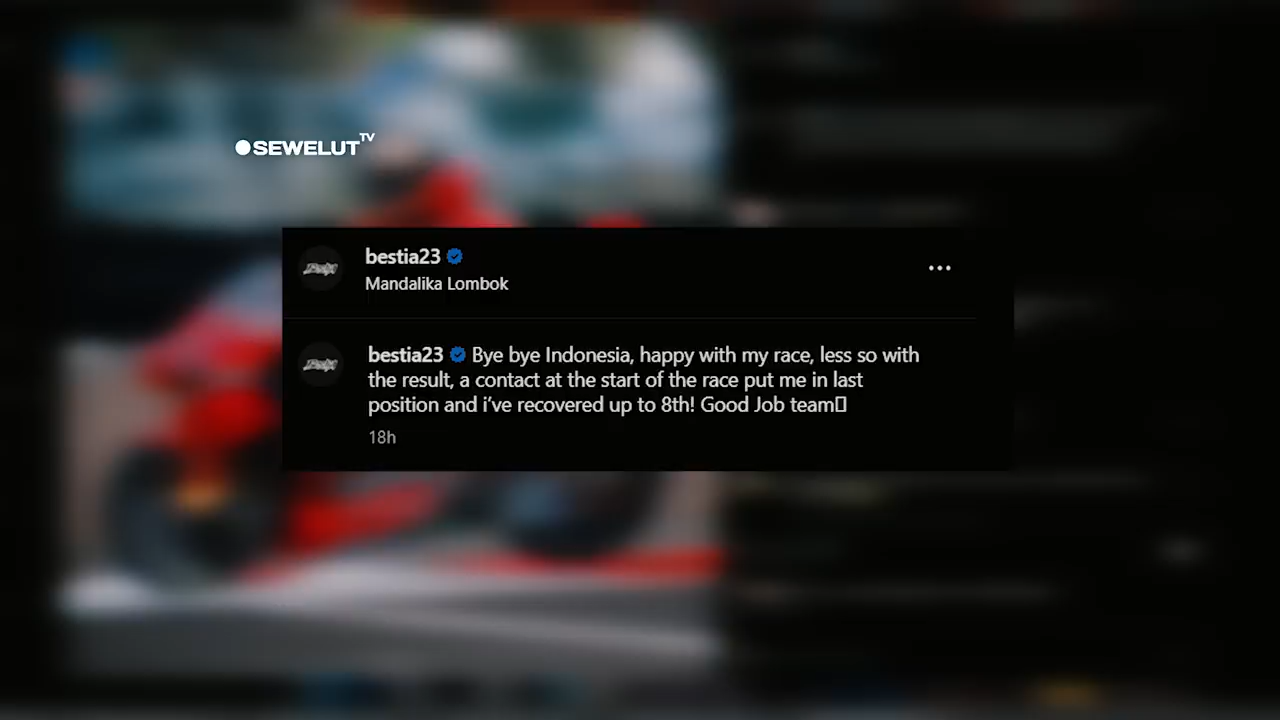 SEWELUT TV
bestia23
Mandalika Lombok
bestia23 Bye bye Indonesia, happy with my race, less so with
the result, a contact at the start of the race put me in last
position and i've recovered up to 8th! Good Job team▯
18h